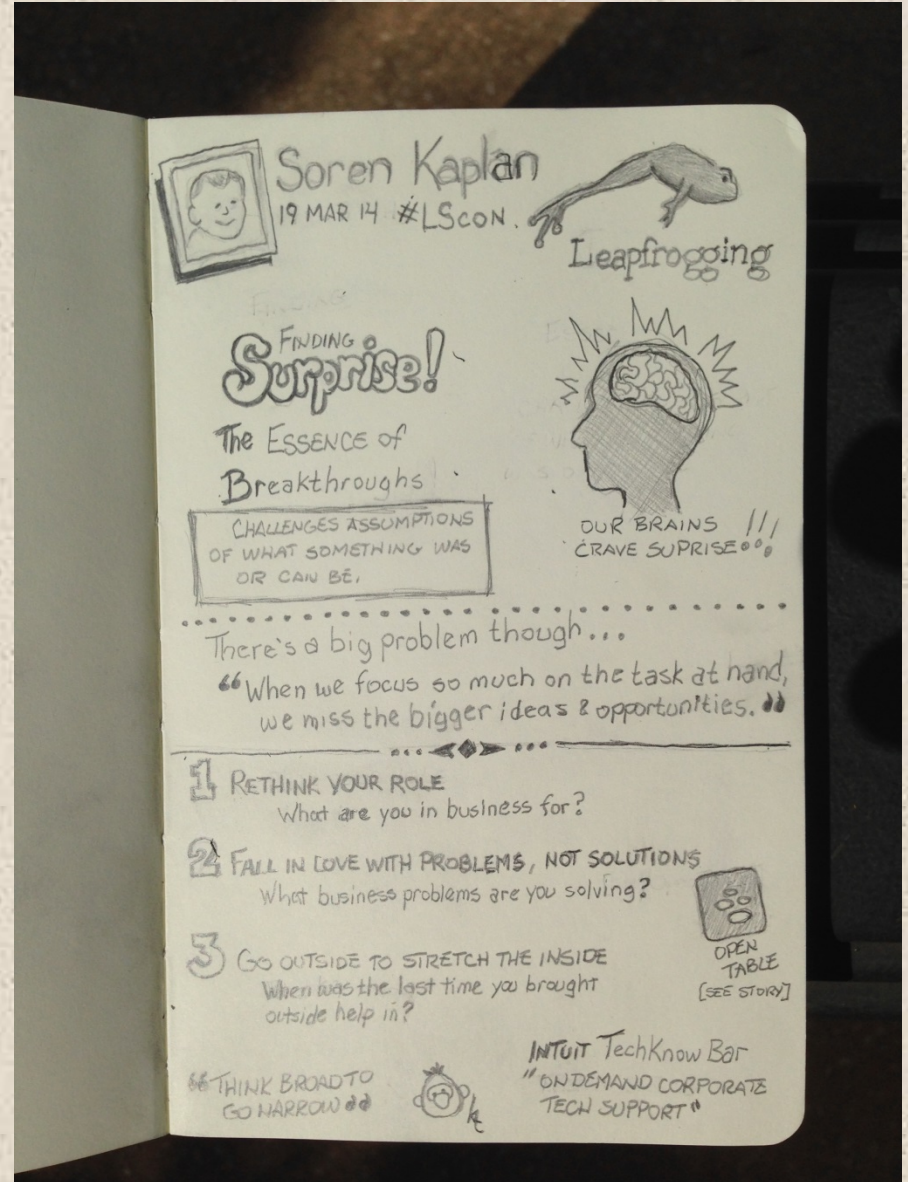 Soren Kaplan
19 MAR 14 #LSCON.
Leapfrogging
FINDING
Surprise!
The ESSENCE of
Breakthroughs
CHALLENGES ASSUMPTIONS
OF WHAT SOMETHING WAS
OR CAN BE.
OUR BRAINS
CRAVE SUPRISE!!!
There's a big problem though...
"When we focus so much on the task at hand,
we miss the bigger ideas & opportunities."
1 RETHINK YOUR ROLE
What are you in business for?
2 FALL IN LOVE WITH PROBLEMS, NOT SOLUTIONS
What business problems are you solving?
OPEN
TABLE
[SEE STORY]
3 GO OUTSIDE TO STRETCH THE INSIDE
When was the last time you brought
outside help in?
"THINK BROAD TO
GO NARROW"
INTUIT TechKnow Bar
"ON DEMAND CORPORATE
TECH SUPPORT"